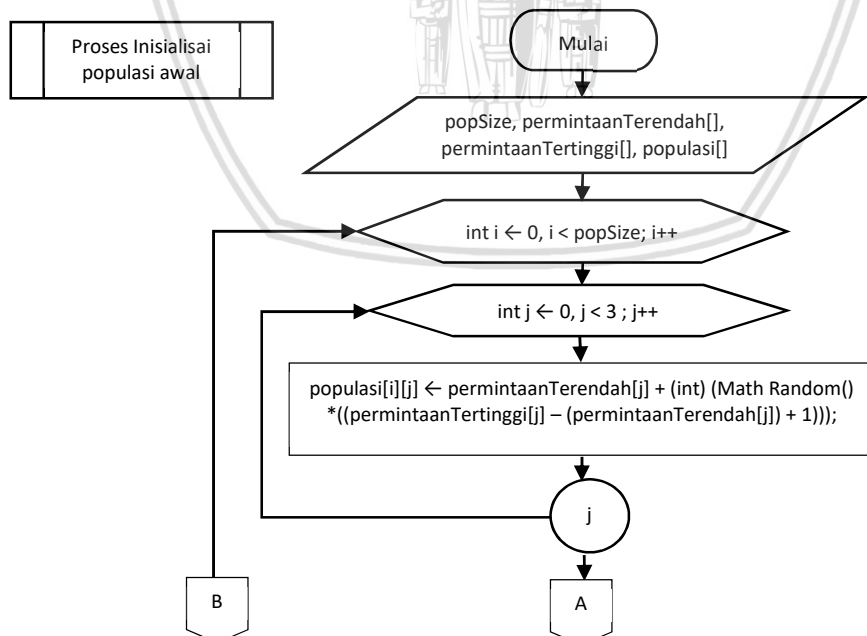 Proses Inisialisai
populasi awal
Mulai
popSize, permintaanTerendah[],
permintaanTertinggi[], populasi[]
int i ← 0, i < popSize; i++
int j ← 0, j < 3 ; j++
populasi[i][j] ← permintaanTerendah[j] + (int) (Math Random()
*((permintaanTertinggi[j] – (permintaanTerendah[j]) + 1)));
j
B
A